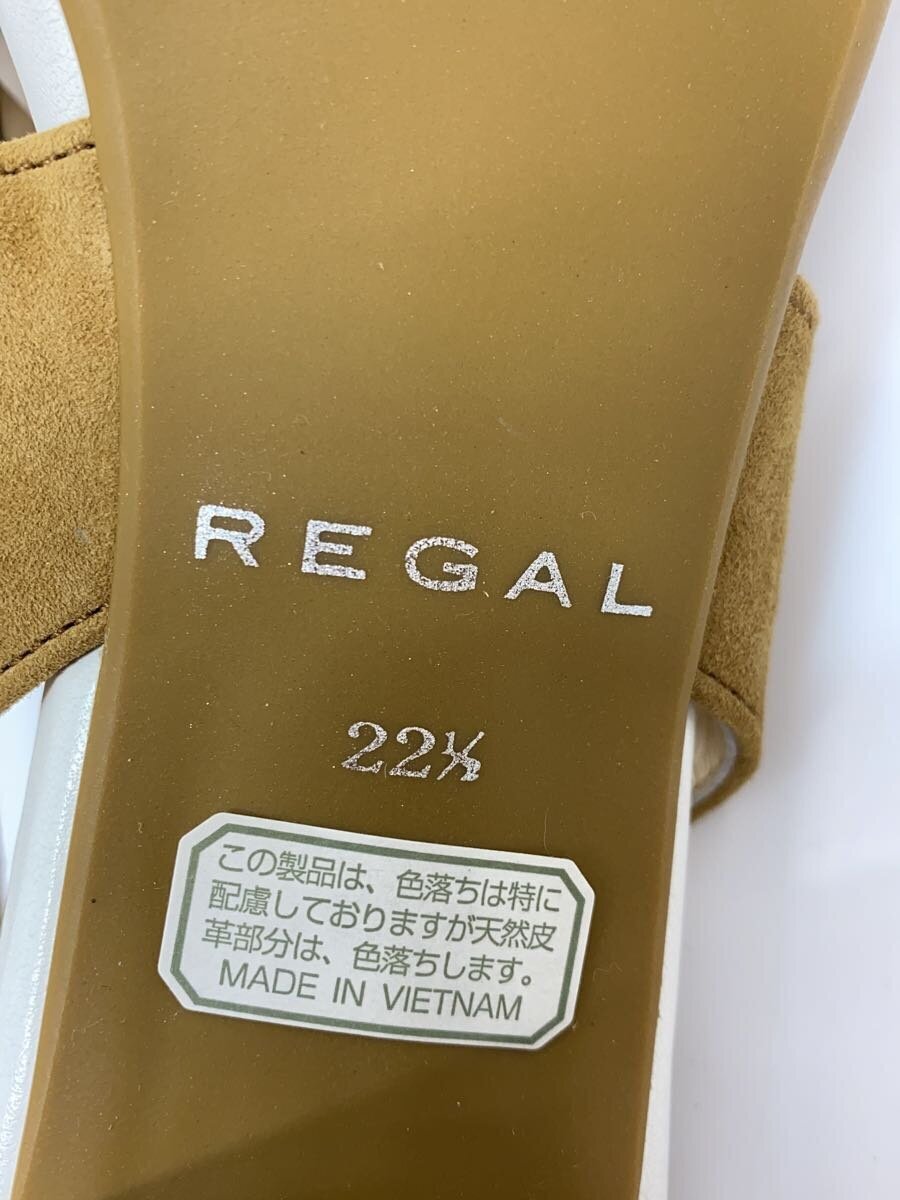 REGAL
22½
この製品は、色落ちは特に
配慮しておりますが天然皮
革部分は、色落ちします。
MADE IN VIETNAM